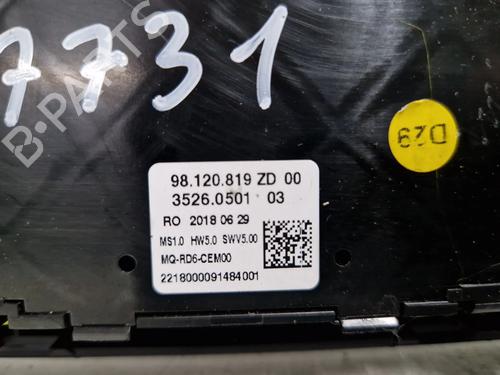 7731
B-PARTS
D29
98.120.819 ZD 00
3526.0501 03
RO 2018 06 29
MS1.0 HW5.0 SWV5.00
MQ-RD6-CEM00
2218000091484001